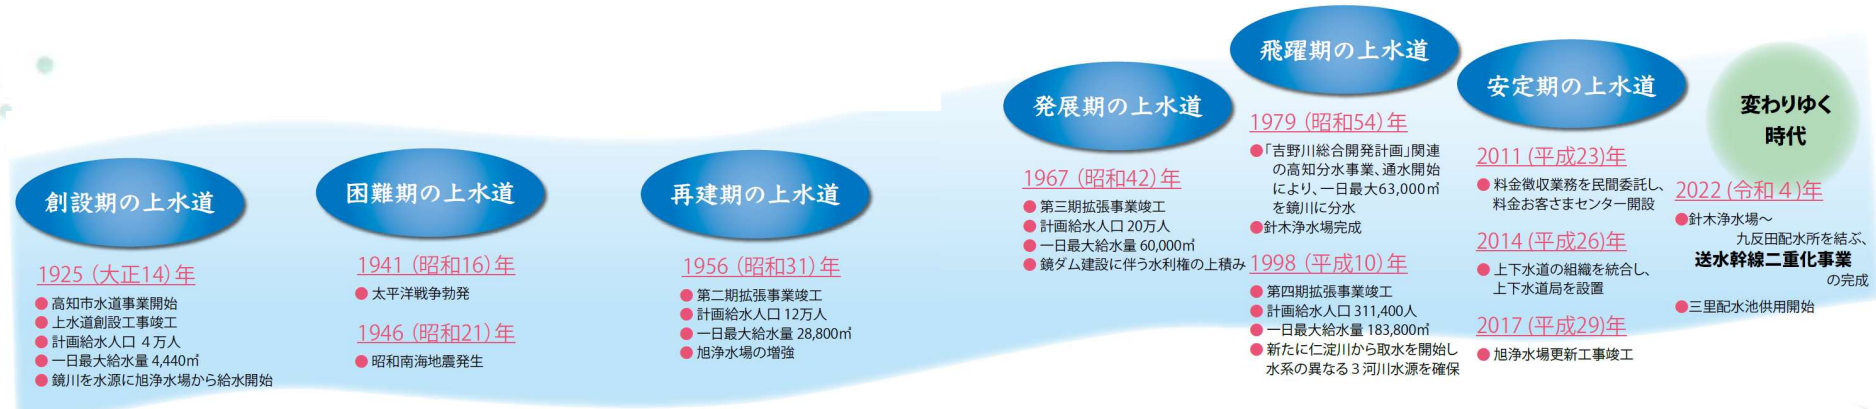 創設期の上水道
1925（大正14）年
●高知市水道事業開始
●上水道創設工事竣工
●計画給水人口 4万人
●一日最大給水量 4,440㎥
●鏡川を水源に旭浄水場から給水開始
困難期の上水道
1941（昭和16）年
●太平洋戦争勃発
1946（昭和21）年
●昭和南海地震発生
再建期の上水道
1956（昭和31）年
●第二期拡張事業竣工
●計画給水人口 12万人
●一日最大給水量 28,800㎥
●旭浄水場の増強
発展期の上水道
1967（昭和42）年
●第三期拡張事業竣工
●計画給水人口 20万人
●一日最大給水量 60,000㎥
●鏡ダム建設に伴う水利権の上積み
飛躍期の上水道
1979（昭和54）年
●「吉野川総合開発計画」関連
の高知分水事業、通水開始
により、一日最大63,000㎥
を鏡川に分水
●針木浄水場完成
1998（平成10）年
●第四期拡張事業竣工
●計画給水人口 311,400人
●一日最大給水量 183,800㎥
●新たに仁淀川から取水を開始し
水系の異なる3河川水源を確保
安定期の上水道
2011（平成23）年
●料金徴収業務を民間委託し、
料金お客さまセンター開設
2014（平成26）年
●上下水道の組織を統合し、
上下水道局を設置
2017（平成29）年
●旭浄水場更新工事竣工
変わりゆく
時代
2022（令和4）年
●針木浄水場～
九反田配水所を結ぶ、
送水幹線二重化事業
の完成
●三里配水池供用開始